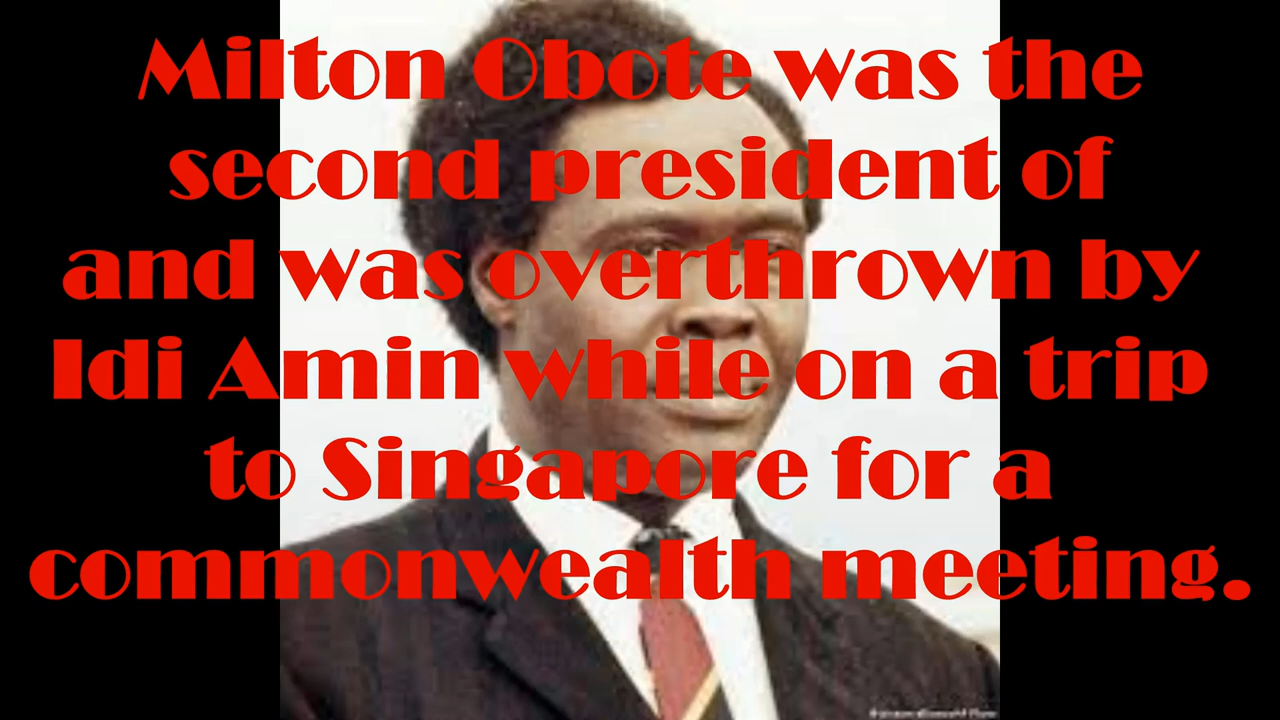 Milton Obote was the
second president of
and was overthrown by
Idi Amin while on a trip
to Singapore for a
commonwealth meeting.